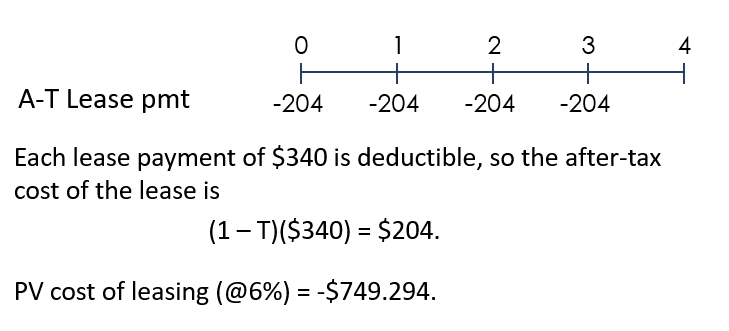 0 1 2 3 4
A-T Lease pmt -204 -204 -204 -204
Each lease payment of $340 is deductible, so the after-tax
cost of the lease is
(1 – T)($340) = $204.
PV cost of leasing (@6%) = -$749.294.